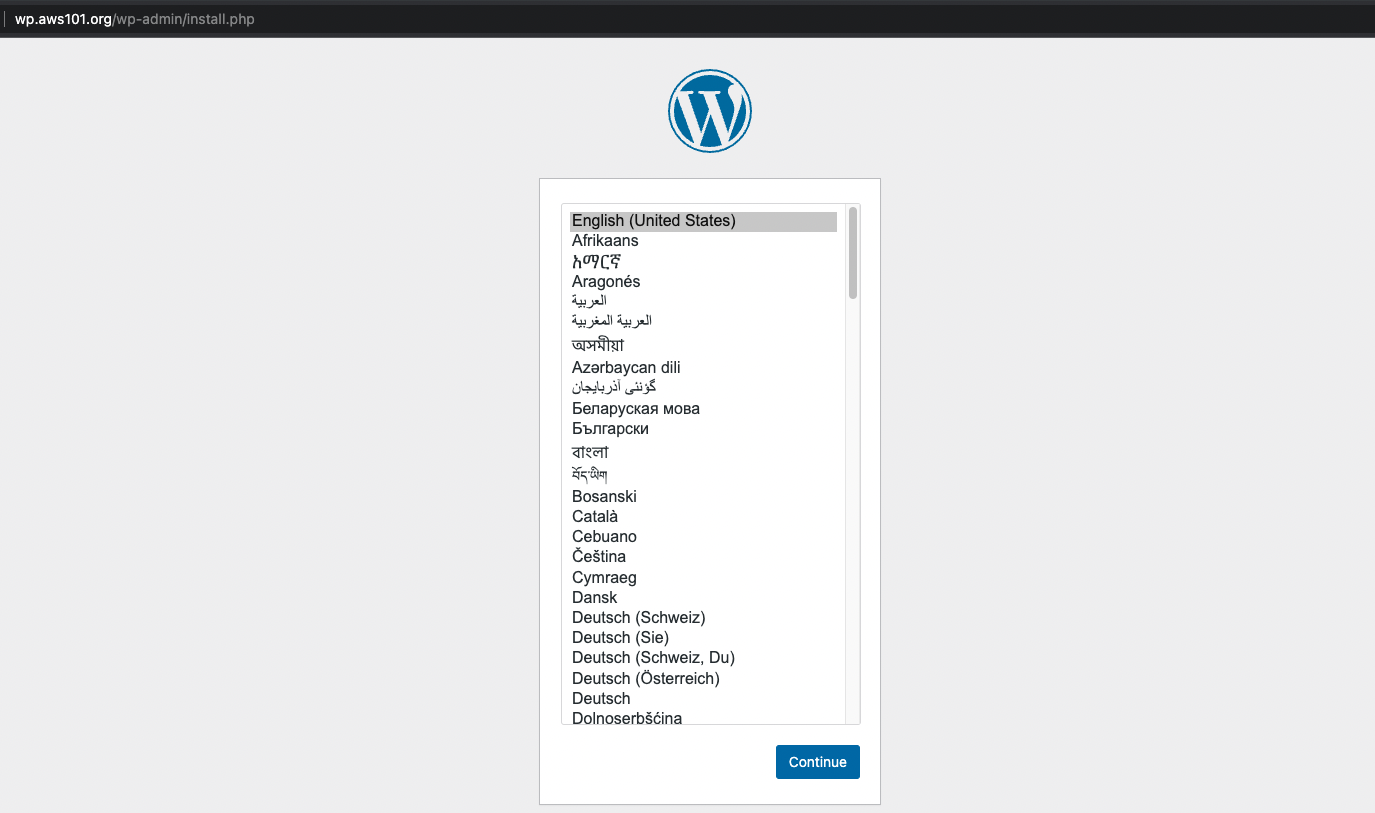 wp.aws101.org/wp-admin/install.php
English (United States)
Afrikaans
አማርኛ
Aragonés
العربية
العربية المغربية
অসমীয়া
Azərbaycan dili
گؤنئی آذربایجان
Беларуская мова
Български
বাংলা
བོད་ཡིག
Bosanski
Català
Cebuano
Čeština
Cymraeg
Dansk
Deutsch (Schweiz)
Deutsch (Sie)
Deutsch (Schweiz, Du)
Deutsch (Österreich)
Deutsch
Dolnoserbšćina
Continue